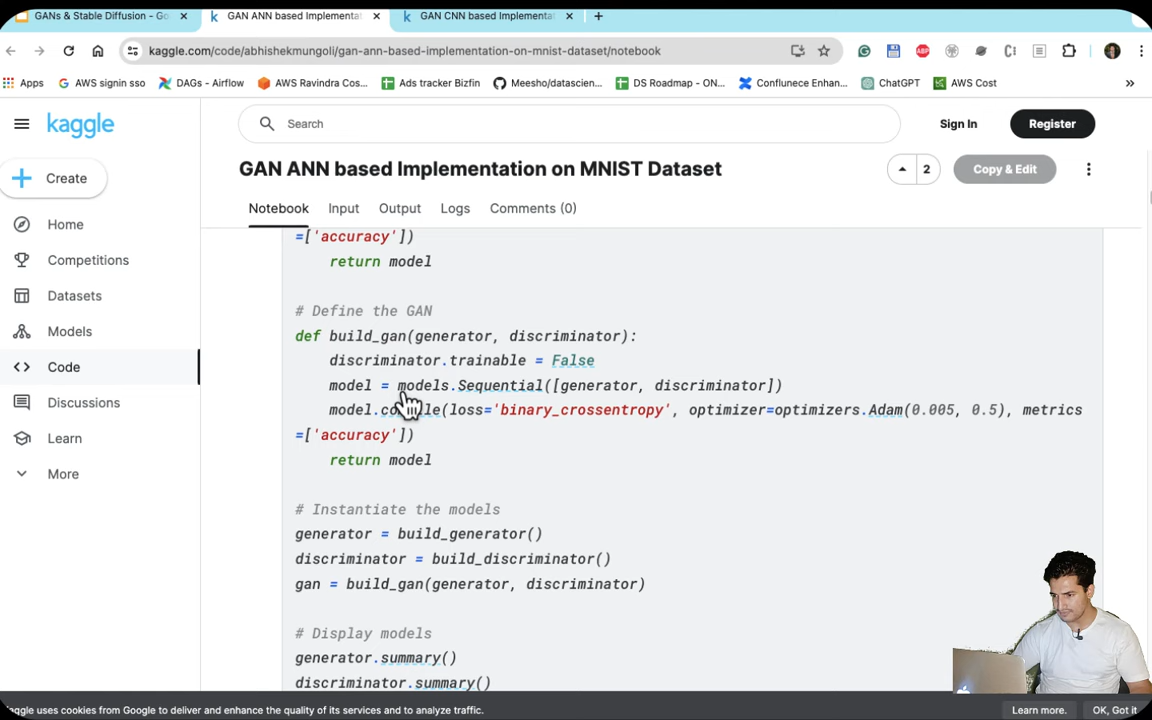 GANs & Stable Diffusion - Go
GAN ANN based Implementati
GAN CNN based Implementati
kaggle.com/code/abhishekmungoli/gan-ann-based-implementation-on-mnist-dataset/notebook
Apps
AWS signin sso
DAGs - Airflow
AWS Ravindra Cos...
Ads tracker Bizfin
Meesho/datascien...
DS Roadmap - ON...
Conflunece Enhan...
ChatGPT
AWS Cost
kaggle
Search
Sign In
Register
Create
GAN ANN based Implementation on MNIST Dataset
2
Copy & Edit
Notebook
Input
Output
Logs
Comments (0)
Home
Competitions
Datasets
Models
Code
Discussions
Learn
More
=['accuracy'])
return model
# Define the GAN
def build_gan(generator, discriminator):
discriminator.trainable = False
model = models.Sequential([generator, discriminator])
(loss='binary_crossentropy', optimizer=optimizers.Adam(0.005, 0.5), metrics
=['accuracy'])
return model
# Instantiate the models
generator = build_generator()
discriminator = build_discriminator()
gan = build_gan(generator, discriminator)
# Display models
generator.summary()
discriminator.summary()
aggle uses cookies from Google to deliver and enhance the quality of its services and to analyze traffic.
Learn more.
OK, Got it